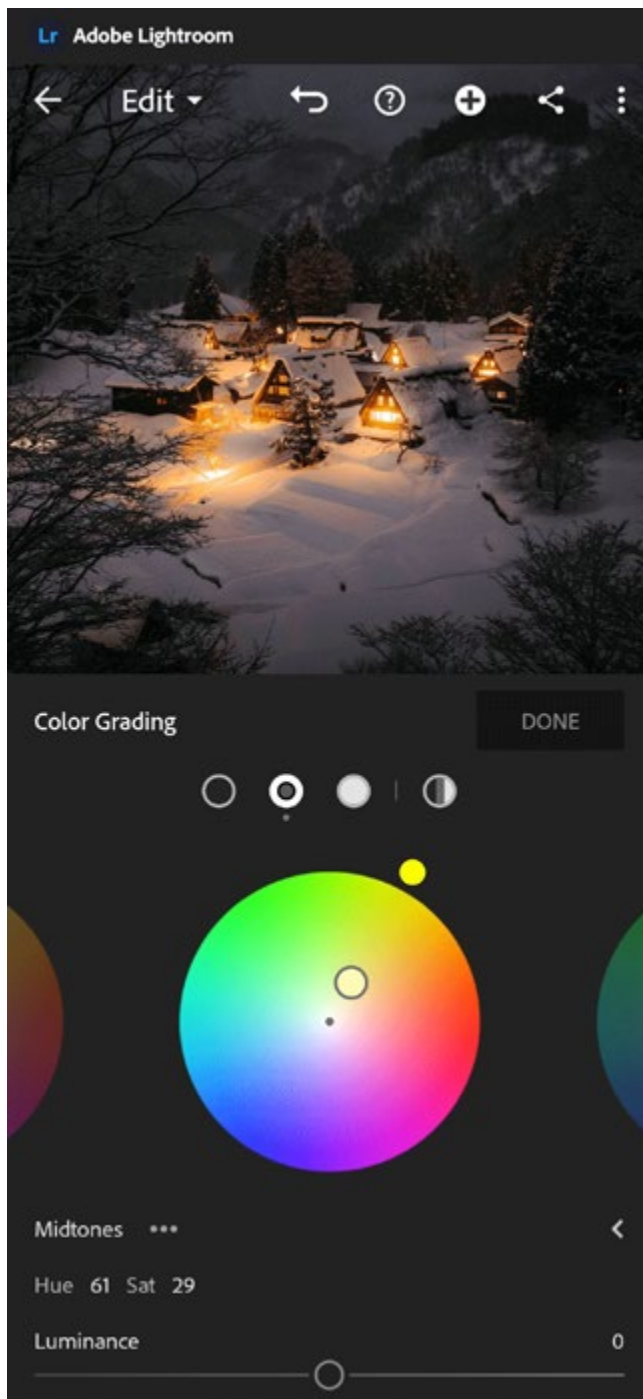 Lr Adobe Lightroom
Edit
Color Grading DONE
Midtones
Hue 61 Sat 29
Luminance 0